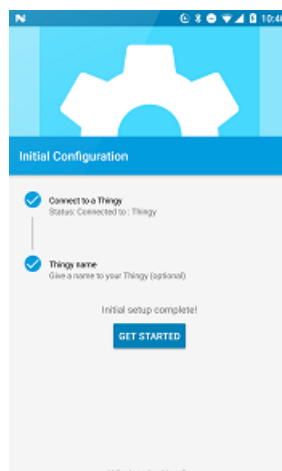 10:46
Initial Configuration
Connect to a Thingy
Status: Connected to : Thingy
Thingy name
Give a name to your Thingy (optional)
Initial setup complete!
GET STARTED